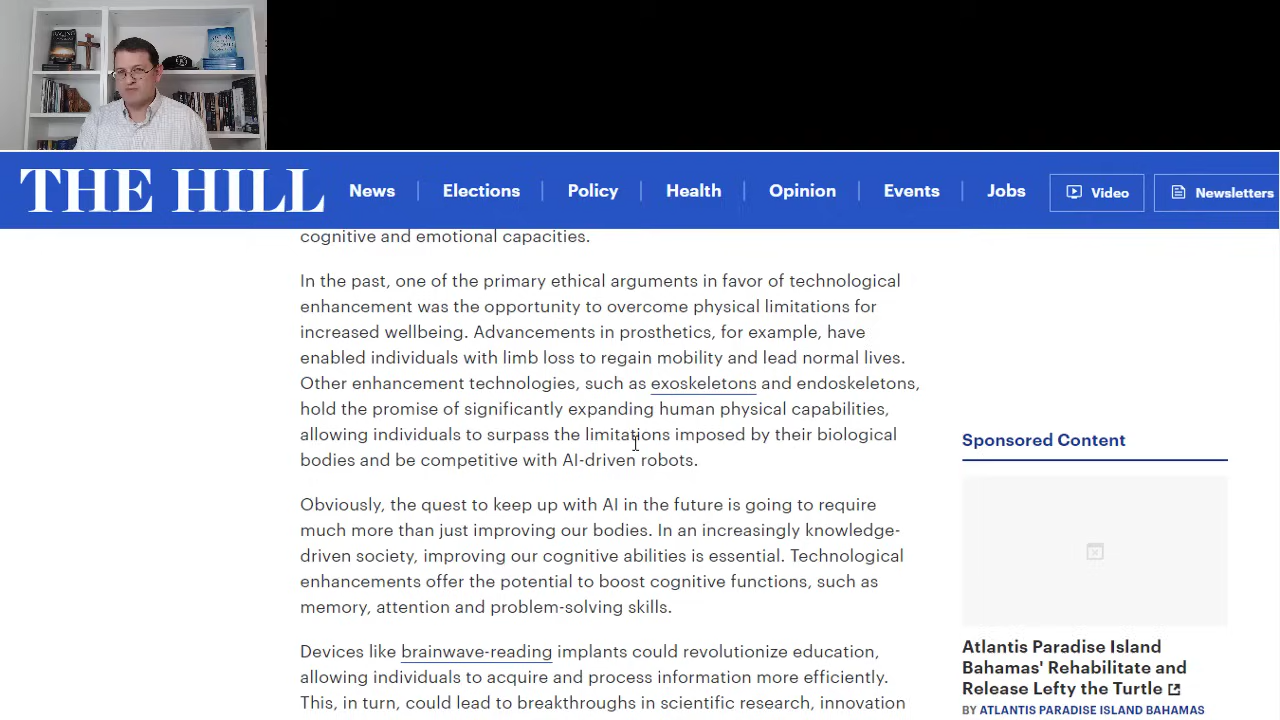 THE HILL
News
Elections
Policy
Health
Opinion
Events
Jobs
Video
Newsletters
cognitive and emotional capacities.
In the past, one of the primary ethical arguments in favor of technological
enhancement was the opportunity to overcome physical limitations for
increased wellbeing. Advancements in prosthetics, for example, have
enabled individuals with limb loss to regain mobility and lead normal lives.
Other enhancement technologies, such as exoskeletons and endoskeletons,
hold the promise of significantly expanding human physical capabilities,
allowing individuals to surpass the limitations imposed by their biological
bodies and be competitive with AI-driven robots.
Obviously, the quest to keep up with AI in the future is going to require
much more than just improving our bodies. In an increasingly knowledge-
driven society, improving our cognitive abilities is essential. Technological
enhancements offer the potential to boost cognitive functions, such as
memory, attention and problem-solving skills.
Devices like brainwave-reading implants could revolutionize education,
allowing individuals to acquire and process information more efficiently.
This, in turn, could lead to breakthroughs in scientific research, innovation
Sponsored Content
Atlantis Paradise Island
Bahamas' Rehabilitate and
Release Lefty the Turtle
BY ATLANTIS PARADISE ISLAND BAHAMAS